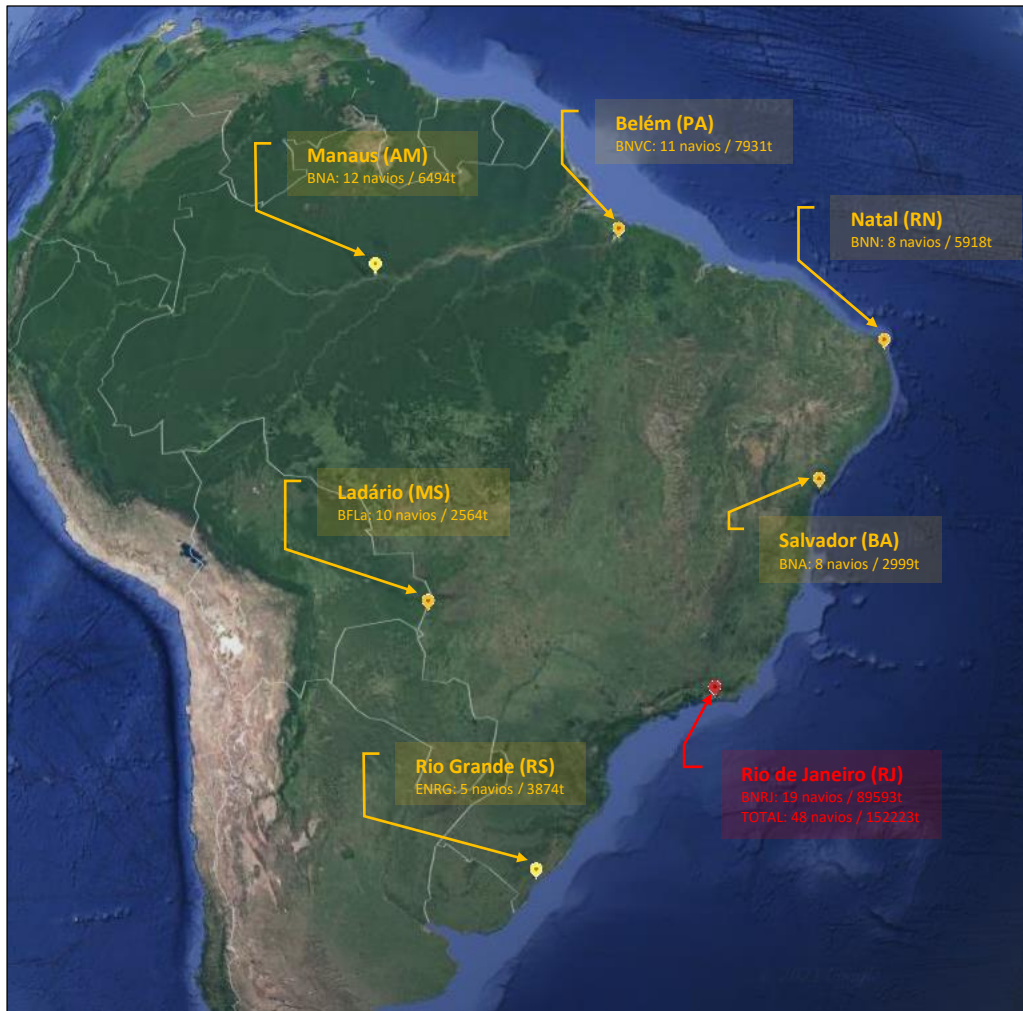 Belém (PA)
BNVC: 11 navios / 7931t
Manaus (AM)
BNA: 12 navios / 6494t
Natal (RN)
BNN: 8 navios / 5918t
Ladário (MS)
BFLa: 10 navios / 2564t
Salvador (BA)
BNA: 8 navios / 2999t
Rio Grande (RS)
ENRG: 5 navios / 3874t
Rio de Janeiro (RJ)
BNRJ: 19 navios / 89593t
TOTAL: 48 navios / 152223t